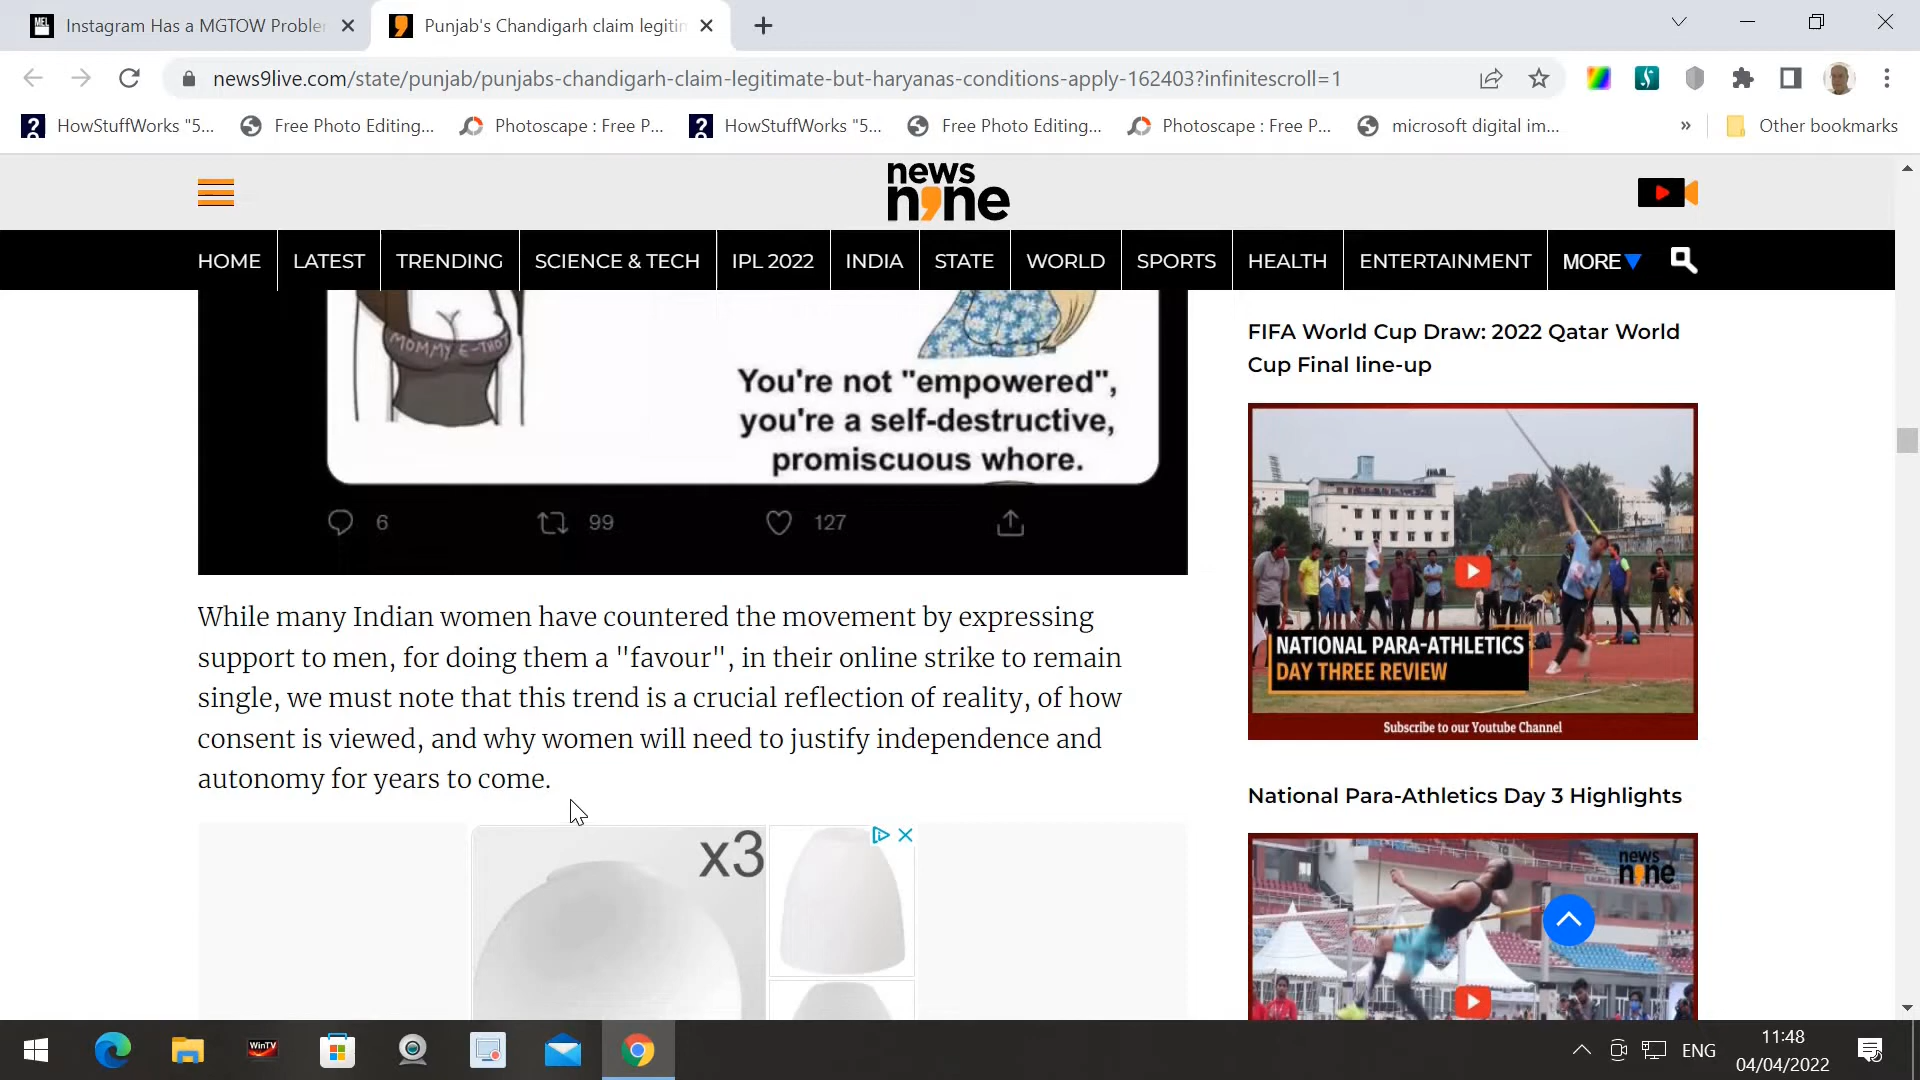 Instagram Has a MGTOW Proble
Punjab's Chandigarh claim legitim
news9live.com/state/punjab/punjabs-chandigarh-claim-legitimate-but-haryanas-conditions-apply-162403?infinitescroll=1
HowStuffWorks "5...
Free Photo Editing...
Photoscape : Free P...
HowStuffWorks "5...
Free Photo Editing...
Photoscape : Free P...
microsoft digital im...
»
Other bookmarks
news
n9ne
HOME
LATEST
TRENDING
SCIENCE & TECH
IPL 2022
INDIA
STATE
WORLD
SPORTS
HEALTH
ENTERTAINMENT
MORE
MOMMY E-THOT
You're not "empowered",
you're a self-destructive,
promiscuous whore.
6
99
127
While many Indian women have countered the movement by expressing
support to men, for doing them a "favour", in their online strike to remain
single, we must note that this trend is a crucial reflection of reality, of how
consent is viewed, and why women will need to justify independence and
autonomy for years to come.
x3
FIFA World Cup Draw: 2022 Qatar World
Cup Final line-up
NATIONAL PARA-ATHLETICS
DAY THREE REVIEW
Subscribe to our Youtube Channel
National Para-Athletics Day 3 Highlights
news
n9ne
WinTV
ENG
11:48
04/04/2022